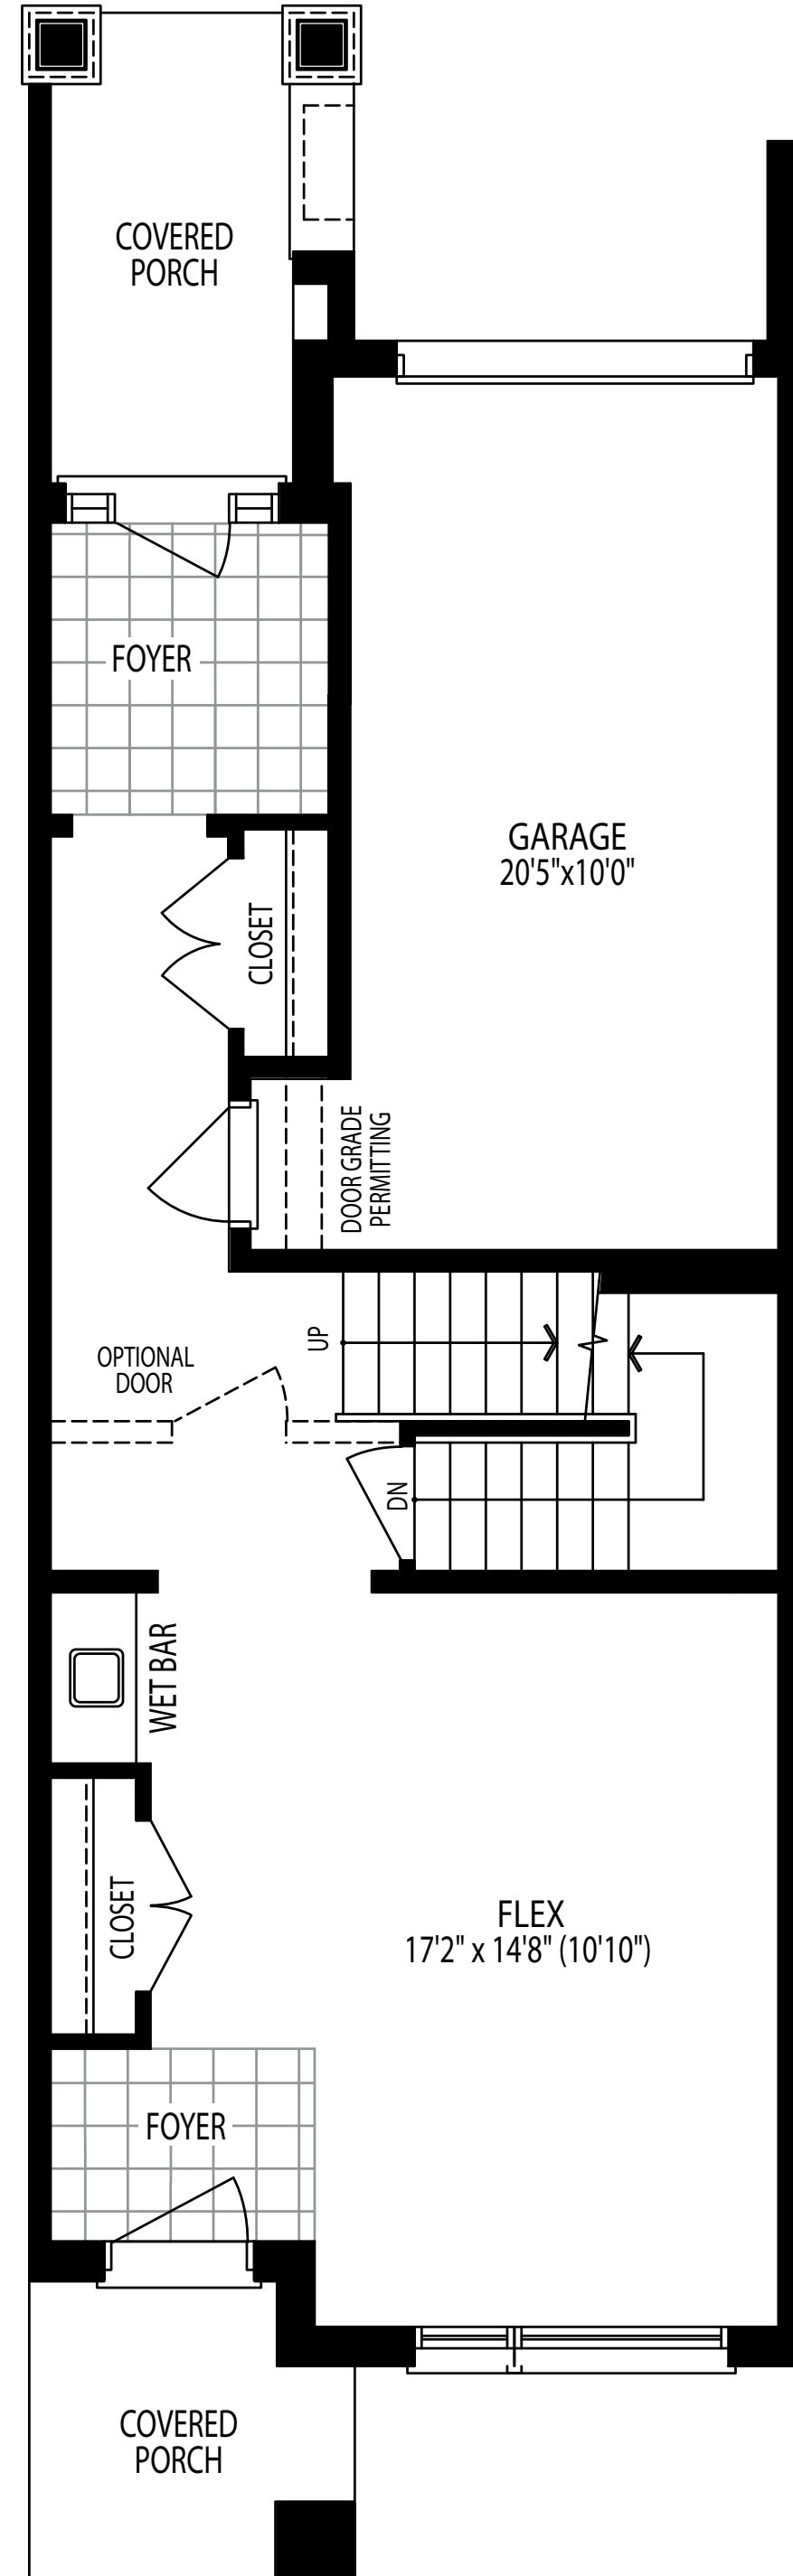 COVERED
PORCH
FOYER
GARAGE
20'5"x10'0"
CLOSET
DOOR GRADE
PERMITTING
UP
OPTIONAL
DOOR
DN
WET BAR
CLOSET
FLEX
17'2" x 14'8" (10'10")
FOYER
COVERED
PORCH